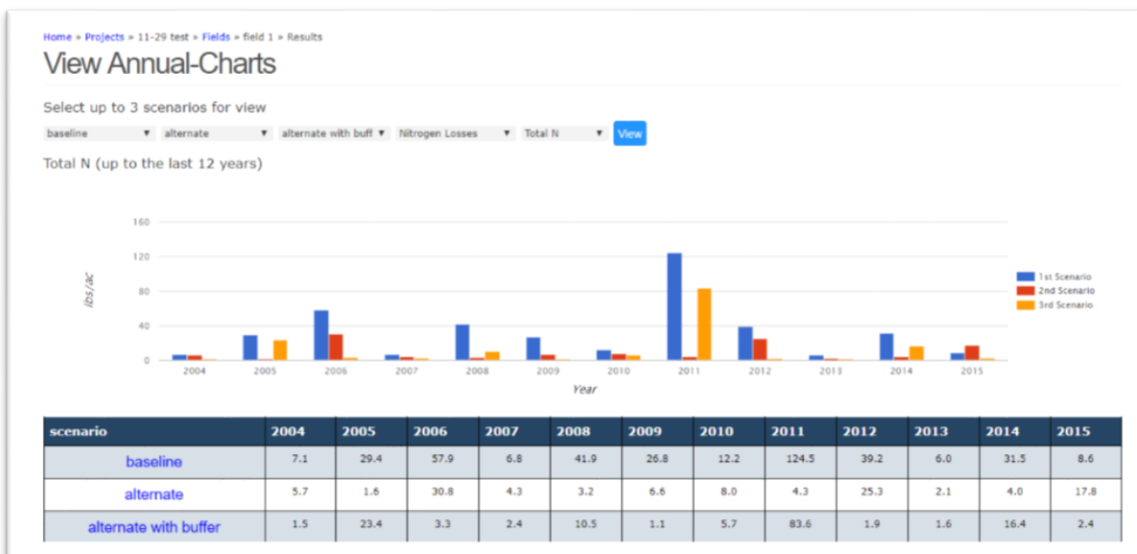 Home » Projects » 11-29 test » Fields » field 1 » Results
View Annual-Charts
Select up to 3 scenarios for view
baseline ▼ alternate ▼ alternate with buff ▼ Nitrogen Losses ▼ Total N ▼ View
Total N (up to the last 12 years)
160
120
80
40
0
lbs/ac
1st Scenario
2nd Scenario
3rd Scenario
2004 2005 2006 2007 2008 2009 2010 2011 2012 2013 2014 2015
Year
scenario 2004 2005 2006 2007 2008 2009 2010 2011 2012 2013 2014 2015
baseline 7.1 29.4 57.9 6.8 41.9 26.8 12.2 124.5 39.2 6.0 31.5 8.6
alternate 5.7 1.6 30.8 4.3 3.2 6.6 8.0 4.3 25.3 2.1 4.0 17.8
alternate with buffer 1.5 23.4 3.3 2.4 10.5 1.1 5.7 83.6 1.9 1.6 16.4 2.4